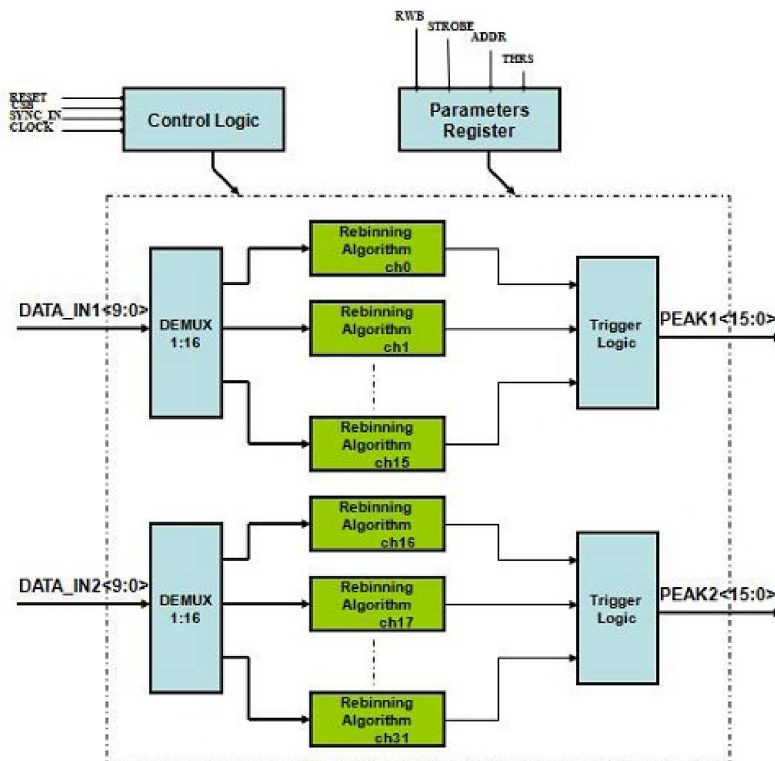 RWB
STROBE
ADDR
THRS
RESET
CSB
SYNC_IN
CLOCK
Control Logic
Parameters
Register
Rebinning
Algorithm
ch0
DATA_IN1<9:0>
DEMUX
1:16
Rebinning
Algorithm
ch1
Trigger
Logic
PEAK1<15:0>
Rebinning
Algorithm
ch15
Rebinning
Algorithm
ch16
DATA_IN2<9:0>
DEMUX
1:16
Rebinning
Algorithm
ch17
Trigger
Logic
PEAK2<15:0>
Rebinning
Algorithm
ch31